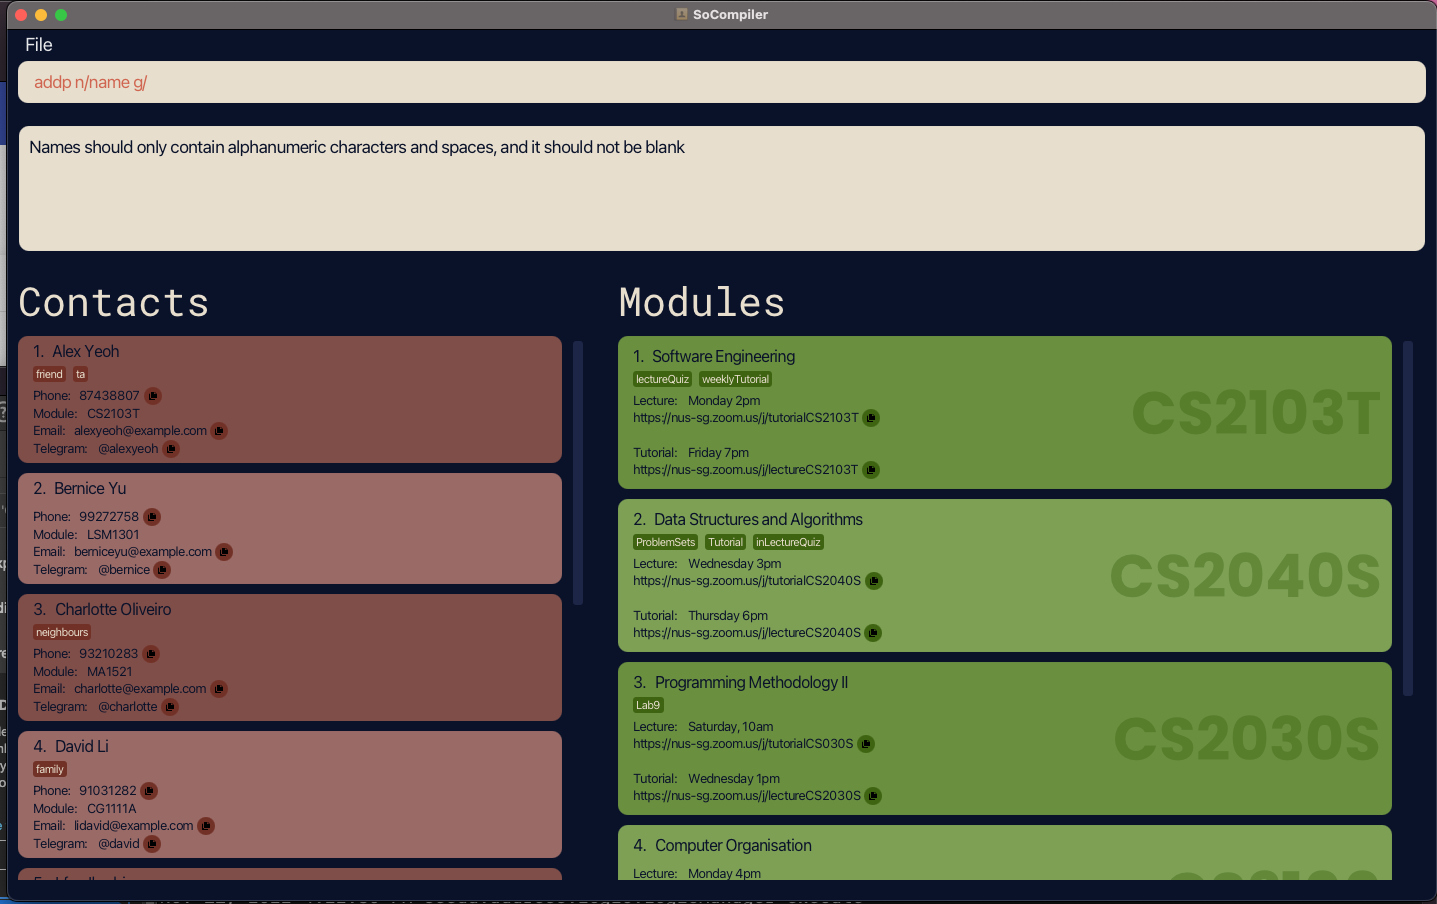 SoCompiler
File
addp n/name g/
Names should only contain alphanumeric characters and spaces, and it should not be blank
Contacts
1. Alex Yeoh
friend ta
Phone: 87438807
Module: CS2103T
Email: alexyeoh@example.com
Telegram: @alexyeoh
2. Bernice Yu
Phone: 99272758
Module: LSM1301
Email: berniceyu@example.com
Telegram: @bernice
3. Charlotte Oliveiro
neighbours
Phone: 93210283
Module: MA1521
Email: charlotte@example.com
Telegram: @charlotte
4. David Li
family
Phone: 91031282
Module: CG1111A
Email: lidavid@example.com
Telegram: @david
Modules
1. Software Engineering
lectureQuiz weeklyTutorial
Lecture: Monday 2pm
https://nus-sg.zoom.us/j/tutorialCS2103T
Tutorial: Friday 7pm
https://nus-sg.zoom.us/j/lectureCS2103T
CS2103T
2. Data Structures and Algorithms
ProblemSets Tutorial inLectureQuiz
Lecture: Wednesday 3pm
https://nus-sg.zoom.us/j/tutorialCS2040S
Tutorial: Thursday 6pm
https://nus-sg.zoom.us/j/lectureCS2040S
CS2040S
3. Programming Methodology II
Lab9
Lecture: Saturday, 10am
https://nus-sg.zoom.us/j/tutorialCS030S
Tutorial: Wednesday 1pm
https://nus-sg.zoom.us/j/lectureCS2030S
CS2030S
4. Computer Organisation
Lecture: Monday 4pm